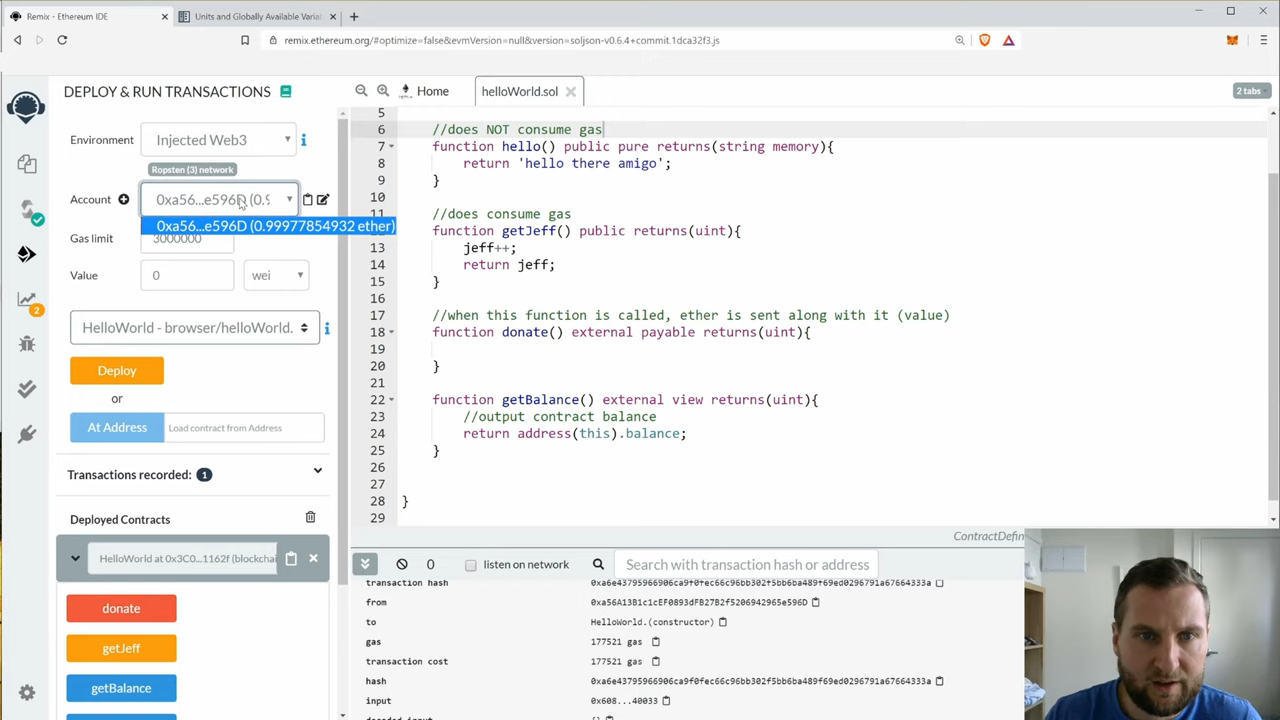 Remix - Ethereum IDE
Units and Globally Available Varia
remix.ethereum.org/#optimize=false&evmVersion=null&version=soljson-v0.6.4+commit.1dca32f3.js
DEPLOY & RUN TRANSACTIONS
Environment
Injected Web3
Ropsten (3) network
Account
0xa56...e596D (0.9
0xa56...e596D (0.99977854932 ether)
Gas limit
3000000
Value
0
wei
HelloWorld - browser/helloWorld.
Deploy
or
At Address
Load contract from Address
Transactions recorded: 1
Deployed Contracts
HelloWorld at 0x3C0...1162f (blockchai
donate
getJeff
getBalance
2
Home
helloWorld.sol
2 tabs
5
6 //does NOT consume gas
7 function hello() public pure returns(string memory){
8 return 'hello there amigo';
9 }
10
11 //does consume gas
12 function getJeff() public returns(uint){
13 jeff++;
14 return jeff;
15 }
16
17 //when this function is called, ether is sent along with it (value)
18 function donate() external payable returns(uint){
19
20 }
21
22 function getBalance() external view returns(uint){
23 //output contract balance
24 return address(this).balance;
25 }
26
27
28 }
29
ContractDefin
0
listen on network
Search with transaction hash or address
transaction hash
0xa6e43795966906ca9f0fec66c96bb302f5bb6ba489f69ed0296791a67664333a
from
0xa56A13B1c1cEF0893dFB27B2f5206942965e596D
to
HelloWorld.(constructor)
gas
177521 gas
transaction cost
177521 gas
hash
0xa6e43795966906ca9f0fec66c96bb302f5bb6ba489f69ed0296791a67664333a
input
0x608...40033